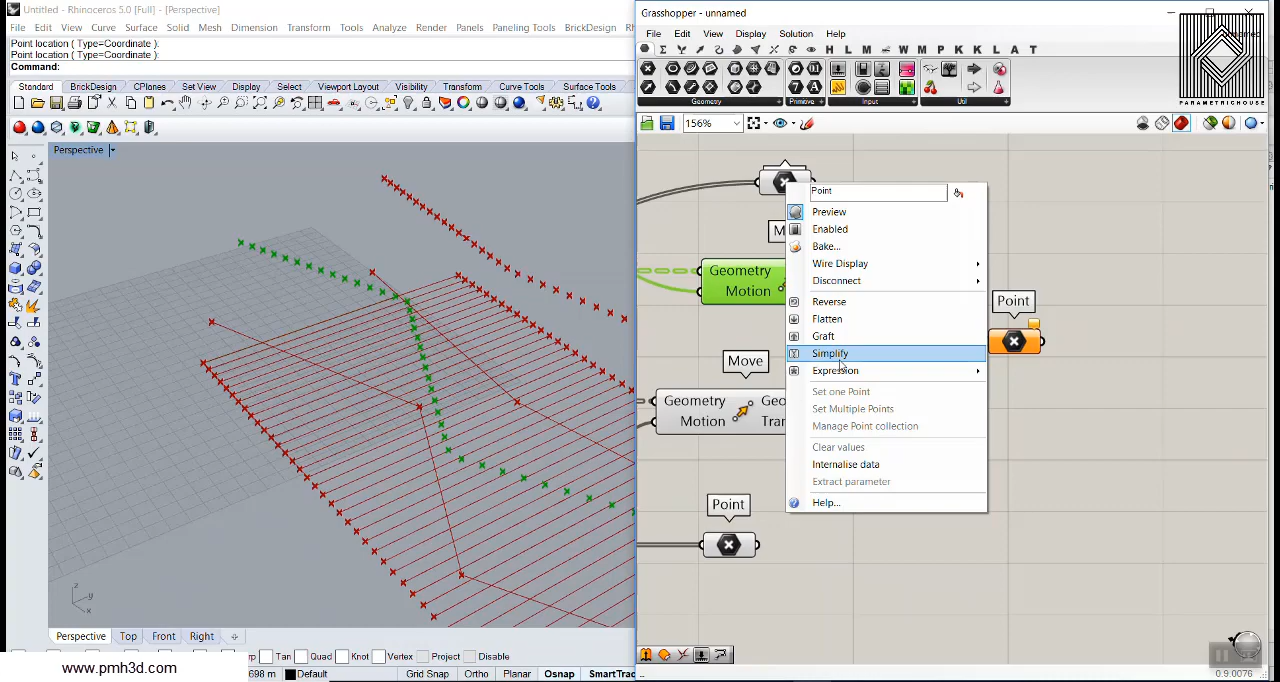 Untitled - Rhinoceros 5.0 [Full] - [Perspective]
File Edit View Curve Surface Solid Mesh Dimension Transform Tools Analyze Render Panels Paneling Tools BrickDesign
Point location ( Type=Coordinate ):
Point location ( Type=Coordinate ):
Command:
Standard BrickDesign CPlanes Set View Display Select Viewport Layout Visibility Transform Curve Tools Surface Tools
Perspective
z
y
x
Perspective Top Front Right
Tan Quad Knot Vertex Project Disable
www.pmh3d.com
698 m Default Grid Snap Ortho Planar Osnap SmartTrac
Grasshopper - unnamed
File Edit View Display Solution Help
H L M W M P K K L A T
Geometry Primitive Input Util
156%
PARAMETRICHOUSE
Point
Preview
Enabled
Bake...
Wire Display
Disconnect
Reverse
Flatten
Graft
Simplify
Expression
Set one Point
Set Multiple Points
Manage Point collection
Clear values
Internalise data
Extract parameter
Help...
M
Geometry
Motion
Point
Move
Geometry Geo
Motion Tran
Point
...
0.9.0076